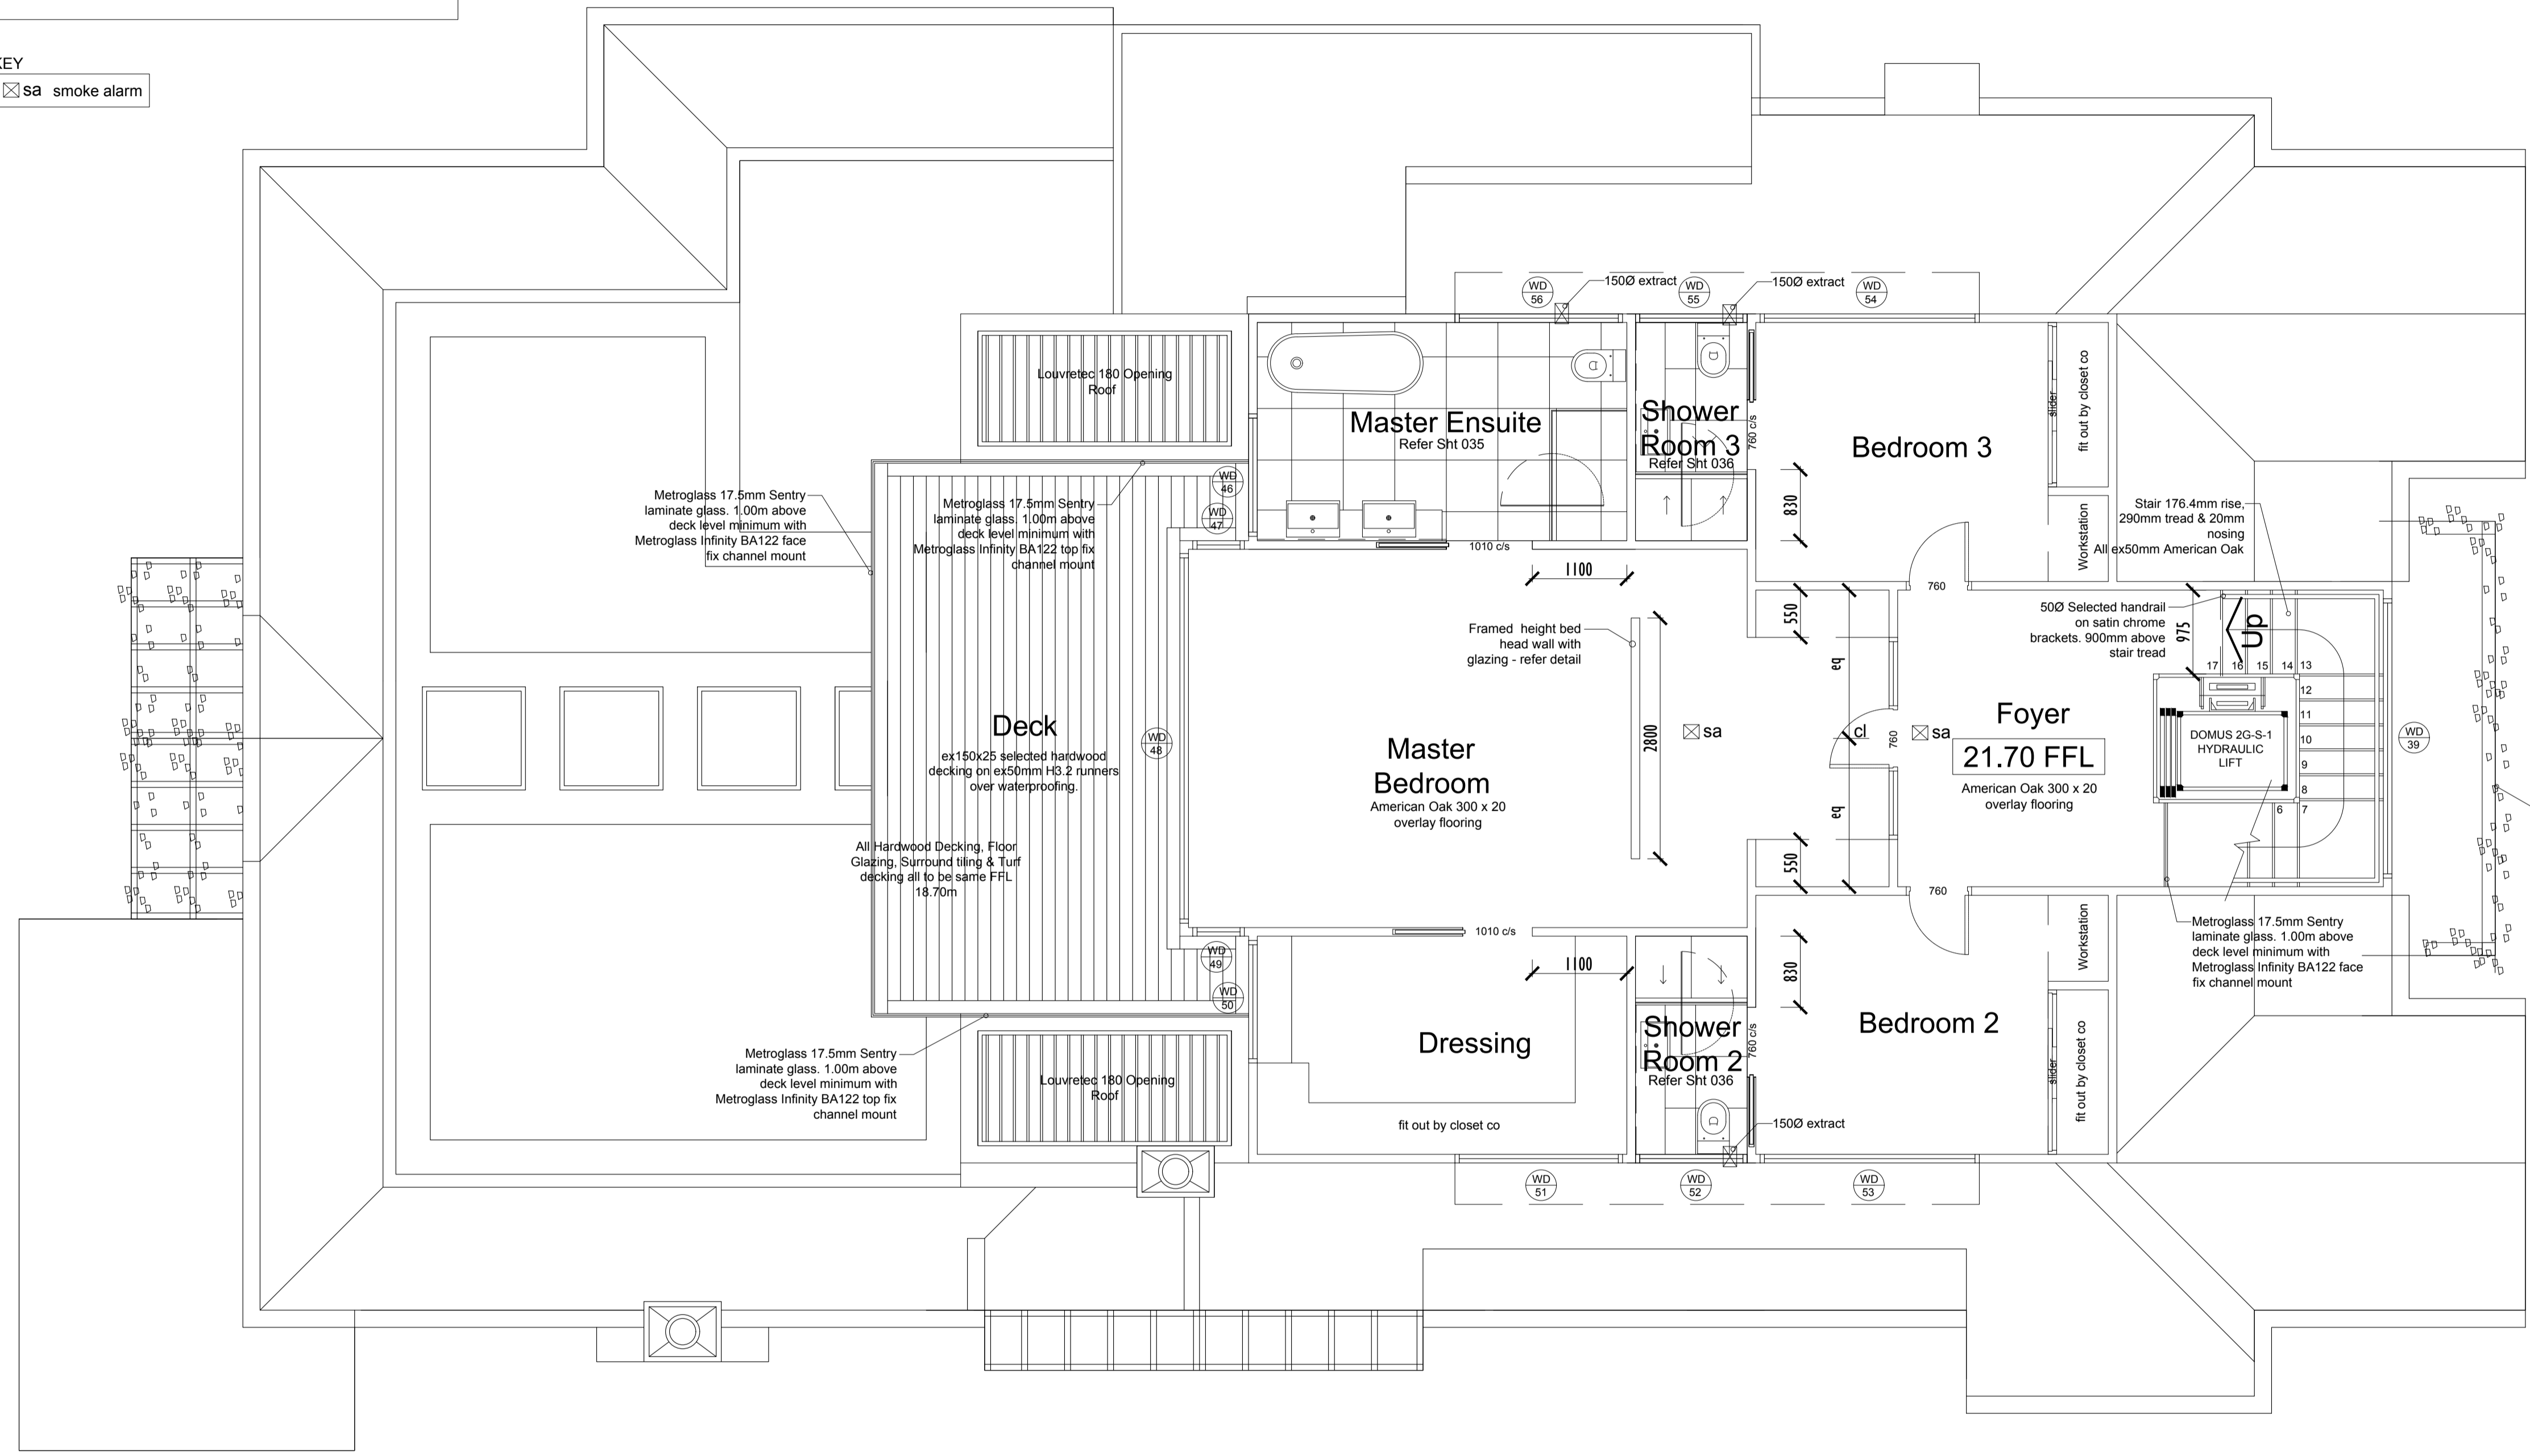 KEY
sa smoke alarm
WD
56
150Ø extract
WD
55
150Ø extract
WD
54
Louvretec 180 Opening
Roof
Master Ensuite
Refer Sht 035
Shower
Room 3
Refer Sht 036
760 c/s
Bedroom 3
slider
fit out by closet co
Workstation
830
Metroglass 17.5mm Sentry
laminate glass. 1.00m above
deck level minimum with
Metroglass Infinity BA122 face
fix channel mount
Metroglass 17.5mm Sentry
laminate glass. 1.00m above
deck level minimum with
Metroglass Infinity BA122 top fix
channel mount
WD
46
WD
47
1010 c/s
1100
Stair 176.4mm rise,
290mm tread & 20mm
nosing
All ex50mm American Oak
760
550
50Ø Selected handrail
on satin chrome
brackets. 900mm above
stair tread
975
Up
17
16
15
14
13
12
11
10
9
8
7
6
Framed height bed
head wall with
glazing - refer detail
2800
sa
eq
cl
eq
760
sa
Foyer
21.70 FFL
American Oak 300 x 20
overlay flooring
DOMUS 2G-S-1
HYDRAULIC
LIFT
WD
39
Deck
ex150x25 selected hardwood
decking on ex50mm H3.2 runners
over waterproofing.
WD
48
Master
Bedroom
American Oak 300 x 20
overlay flooring
All Hardwood Decking, Floor
Glazing, Surround tiling & Turf
decking all to be same FFL
18.70m
550
760
Metroglass 17.5mm Sentry
laminate glass. 1.00m above
deck level minimum with
Metroglass Infinity BA122 face
fix channel mount
WD
49
WD
50
1010 c/s
1100
830
Workstation
Dressing
fit out by closet co
Shower
Room 2
Refer Sht 036
760 c/s
Bedroom 2
slider
fit out by closet co
Metroglass 17.5mm Sentry
laminate glass. 1.00m above
deck level minimum with
Metroglass Infinity BA122 top fix
channel mount
Louvretec 180 Opening
Roof
150Ø extract
WD
51
WD
52
WD
53